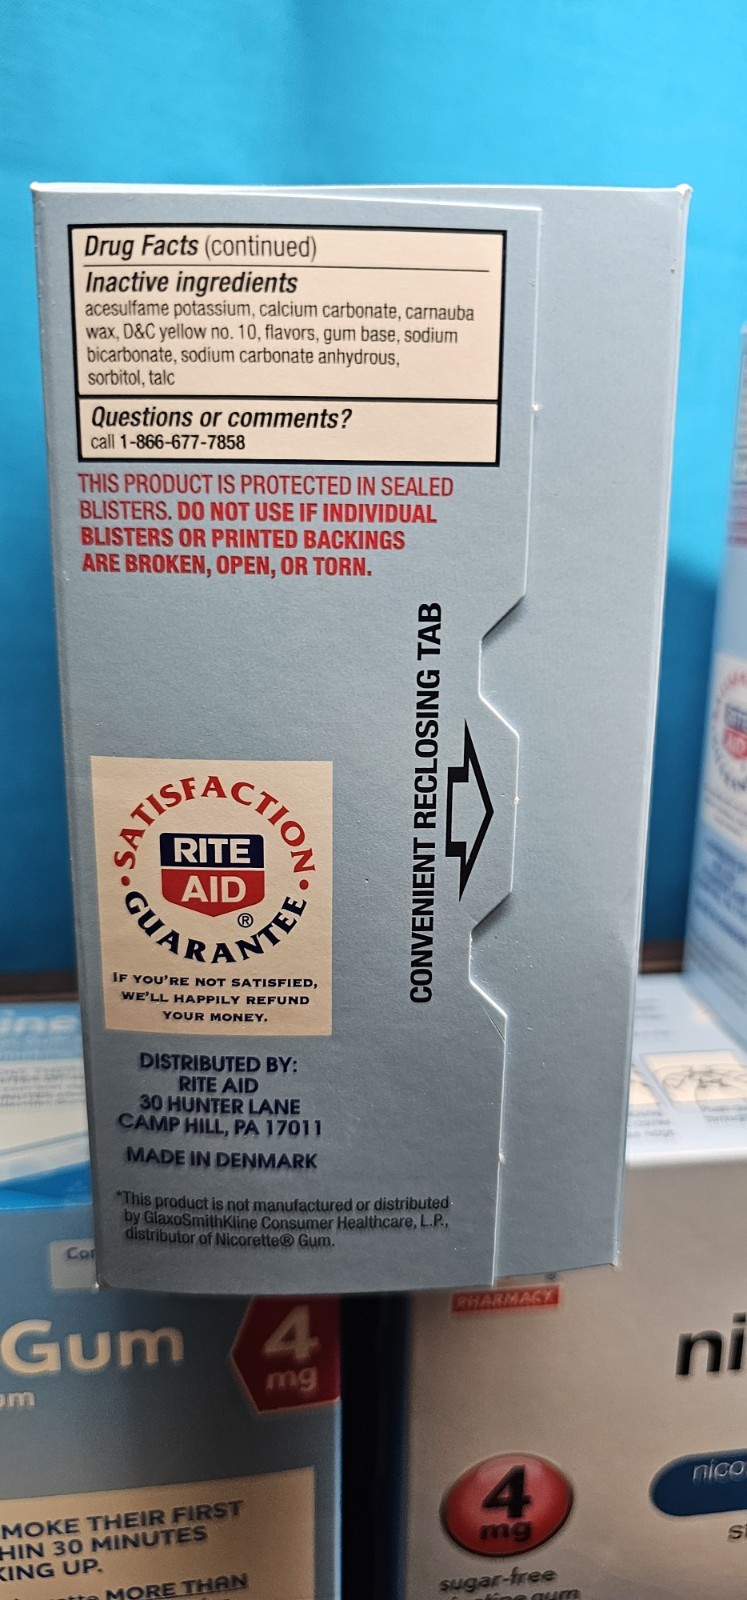 Drug Facts (continued)
Inactive ingredients
acesulfame potassium, calcium carbonate, carnauba
wax, D&C yellow no. 10, flavors, gum base, sodium
bicarbonate, sodium carbonate anhydrous,
sorbitol, talc
Questions or comments?
call 1-866-677-7858
THIS PRODUCT IS PROTECTED IN SEALED
BLISTERS. DO NOT USE IF INDIVIDUAL
BLISTERS OR PRINTED BACKINGS
ARE BROKEN, OPEN, OR TORN.
CONVENIENT RECLOSING TAB
SATISFACTION
RITE
AID®
GUARANTEE
IF YOU'RE NOT SATISFIED,
WE'LL HAPPILY REFUND
YOUR MONEY.
DISTRIBUTED BY:
RITE AID
30 HUNTER LANE
CAMP HILL, PA 17011
MADE IN DENMARK
*This product is not manufactured or distributed
by GlaxoSmithKline Consumer Healthcare, L.P.,
distributor of Nicorette® Gum.
Gum
4
mg
MOKE THEIR FIRST
HIN 30 MINUTES
KING UP.
MORE THAN
PHARMACY
ni
nico
4
mg
sugar-free